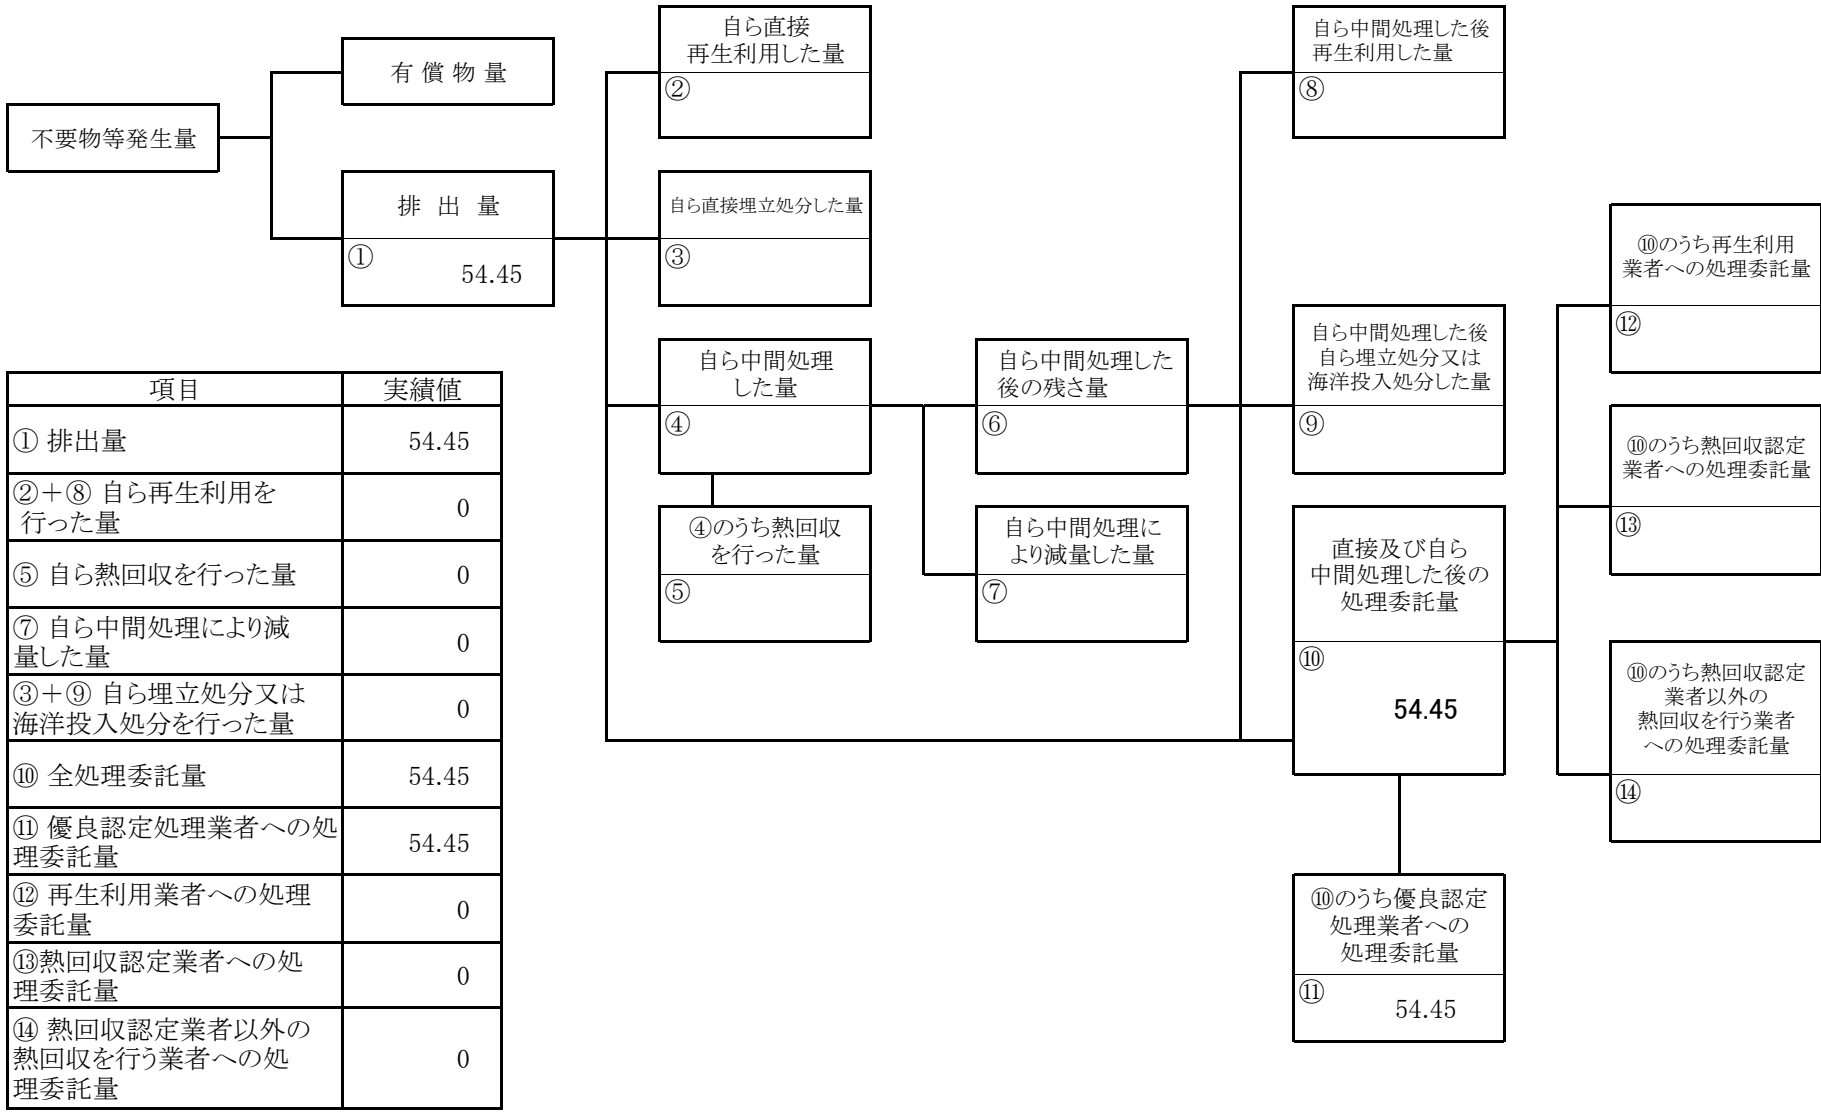 不要物等発生量
有 償 物 量
排 出 量
①
54.45
自ら直接
再生利用した量
②
自ら直接埋立処分した量
③
自ら中間処理
した量
④
④のうち熱回収
を行った量
⑤
自ら中間処理した
後の残さ量
⑥
自ら中間処理に
より減量した量
⑦
自ら中間処理した後
再生利用した量
⑧
自ら中間処理した後
自ら埋立処分又は
海洋投入処分した量
⑨
直接及び自ら
中間処理した後の
処理委託量
⑩
54.45
⑩のうち優良認定
処理業者への
処理委託量
⑪
54.45
⑩のうち再生利用
業者への処理委託量
⑫
⑩のうち熱回収認定
業者への処理委託量
⑬
⑩のうち熱回収認定
業者以外の
熱回収を行う業者
への処理委託量
⑭
項目 実績値
① 排出量 54.45
②＋⑧ 自ら再生利用を
行った量 0
⑤ 自ら熱回収を行った量 0
⑦ 自ら中間処理により減
量した量 0
③＋⑨ 自ら埋立処分又は
海洋投入処分を行った量 0
⑩ 全処理委託量 54.45
⑪ 優良認定処理業者への処
理委託量 54.45
⑫ 再生利用業者への処理
委託量 0
⑬熱回収認定業者への処
理委託量 0
⑭ 熱回収認定業者以外の
熱回収を行う業者への処
理委託量 0